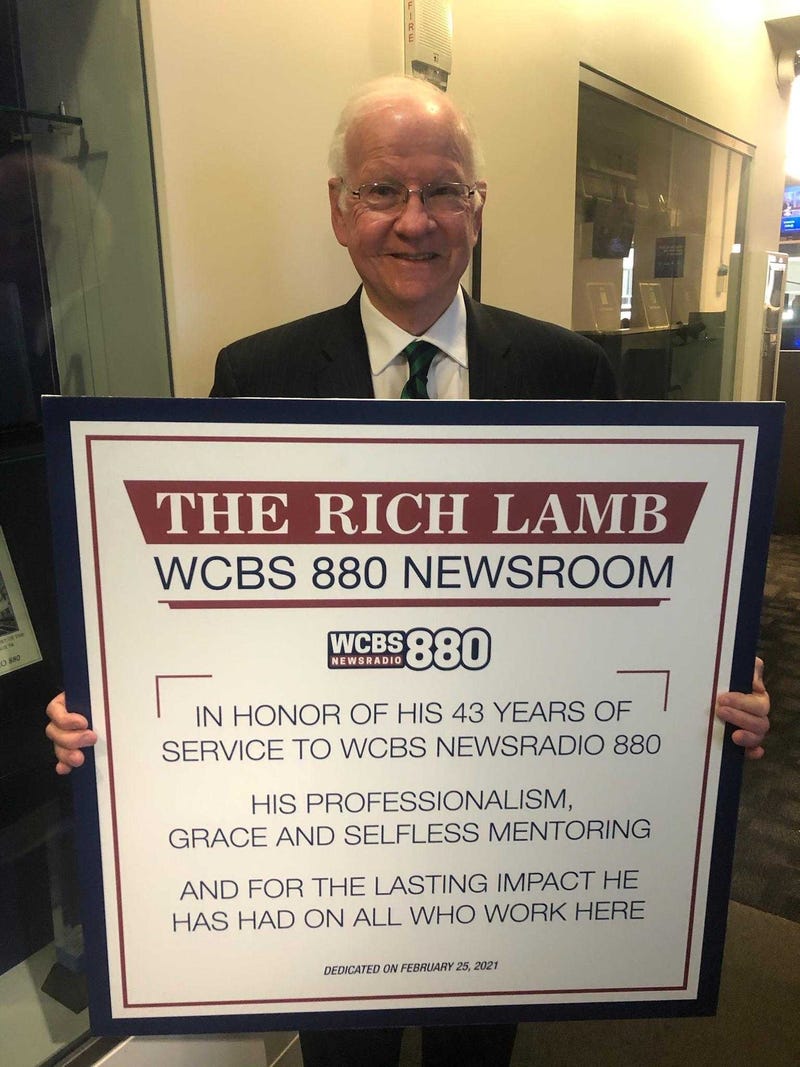 FIRE
THE RICH LAMB
WCBS 880 NEWSROOM
WCBS 880
NEWSRADIO
IN HONOR OF HIS 43 YEARS OF
SERVICE TO WCBS NEWSRADIO 880
HIS PROFESSIONALISM,
GRACE AND SELFLESS MENTORING
AND FOR THE LASTING IMPACT HE
HAS HAD ON ALL WHO WORK HERE
DEDICATED ON FEBRUARY 25, 2021